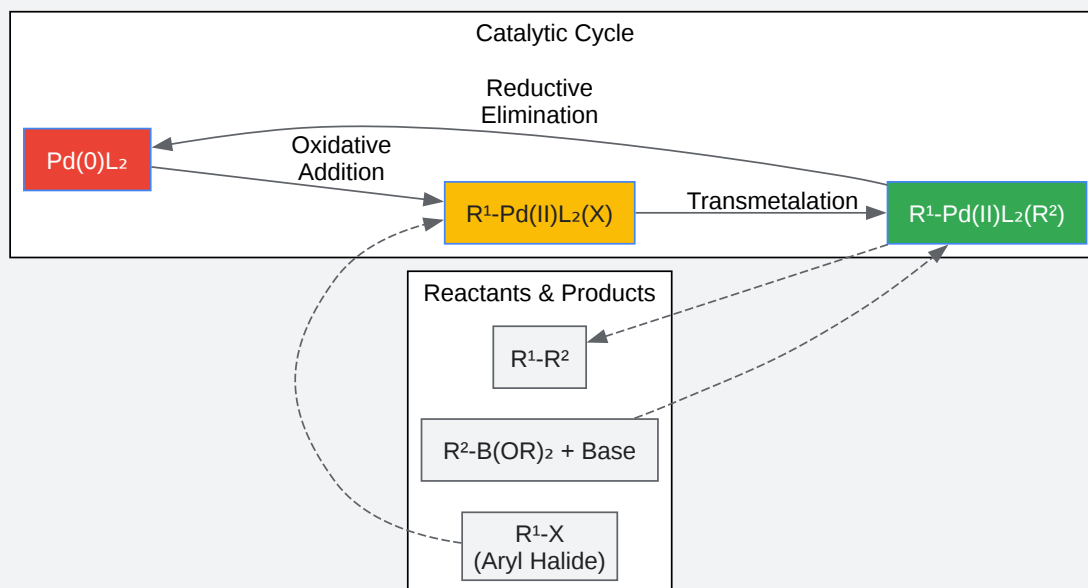 Catalytic Cycle
Reductive
Elimination
Oxidative
Addition
Pd(0)L₂
R¹-Pd(II)L₂(X)
Transmetalation
R¹-Pd(II)L₂(R²)
Reactants & Products
R¹-R²
R²-B(OR)₂ + Base
R¹-X
(Aryl Halide)